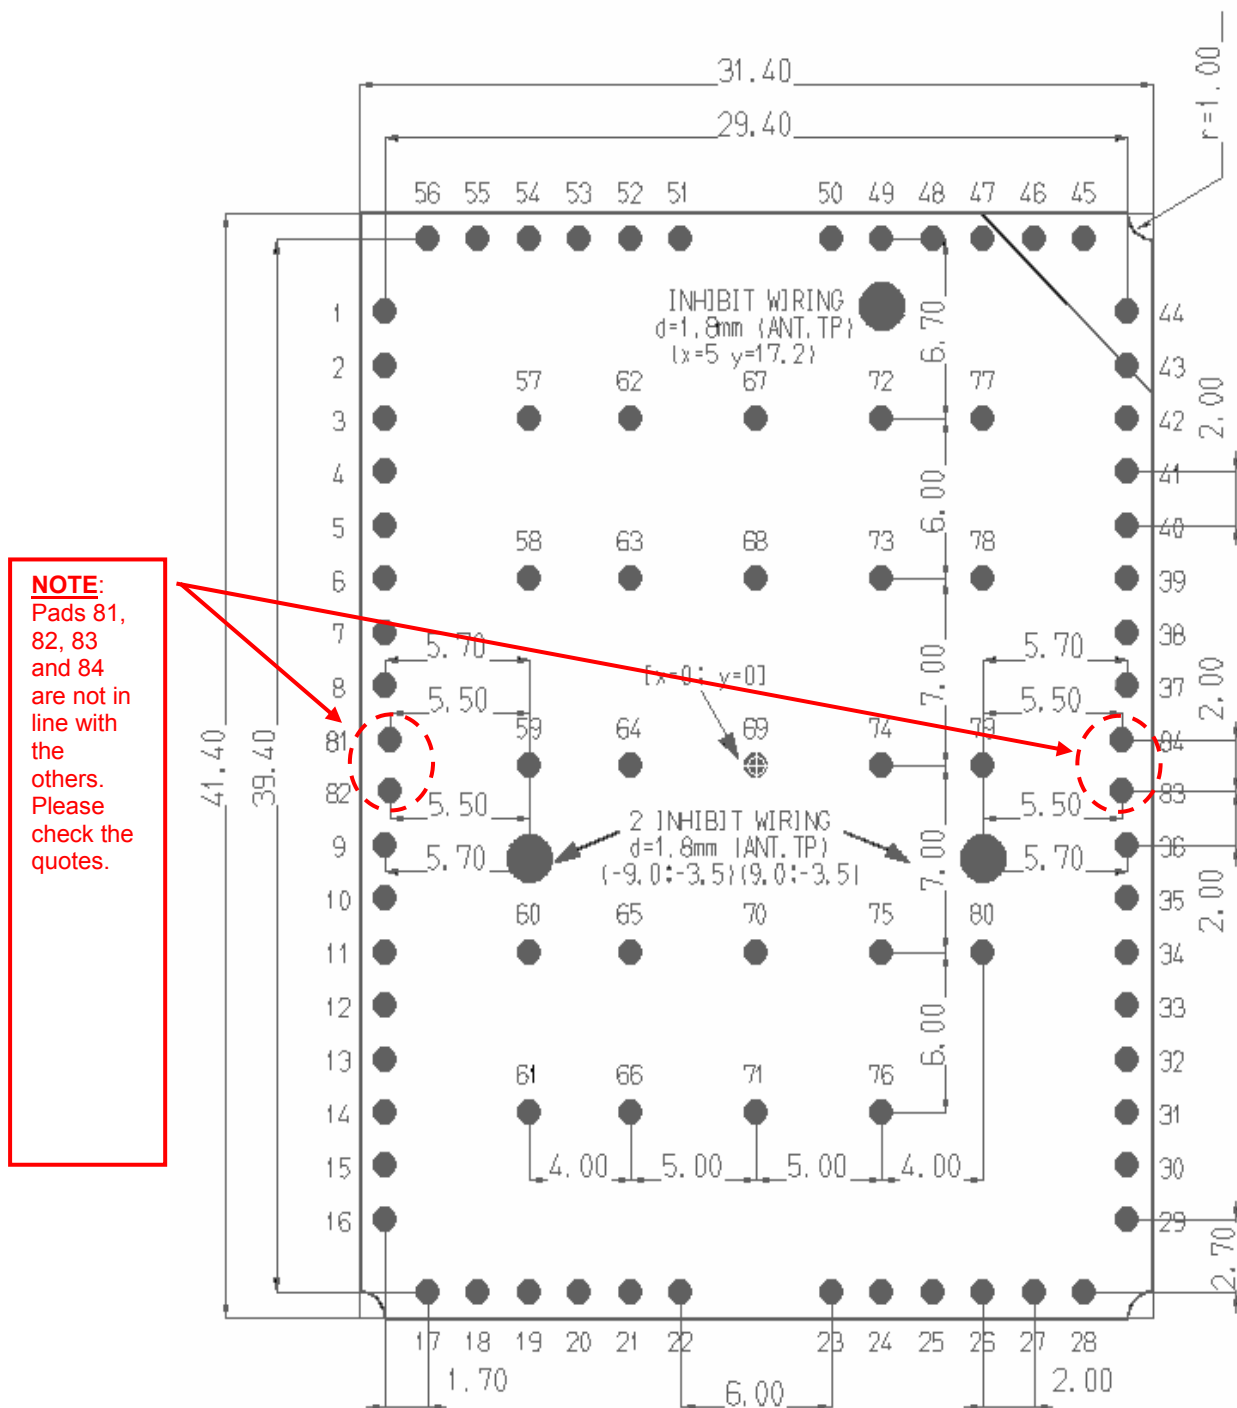 31.40
r=1.00
29.40
56 55 54 53 52 51 50 49 48 47 46 45
INHIBIT WIRING
d=1.8mm (ANT.TP)
(x=5 y=17.2)
6.70
1 44
2 43
57 62 67 72 77
3 42
2.00
4 41
6.00
5 40
58 63 68 73 78
6 39
7 38
5.70 5.70
[x=0; y=0]
7.00
8 37
5.50 5.50
2.00
81 59 64 69 74 79 84
41.40
39.40
82 83
5.50 5.50
2 INHIBIT WIRING
d=1.8mm (ANT.TP)
(-9.0;-3.5)(9.0;-3.5)
7.00
9 36
5.70 5.70
2.00
10 35
60 65 70 75 80
11 34
12 33
6.00
13 32
61 66 71 76
14 31
4.00 5.00 5.00 4.00
15 30
16 29
2.70
17 18 19 20 21 22 23 24 25 26 27 28
1.70
6.00
2.00
NOTE:
Pads 81,
82, 83
and 84
are not in
line with
the
others.
Please
check the
quotes.